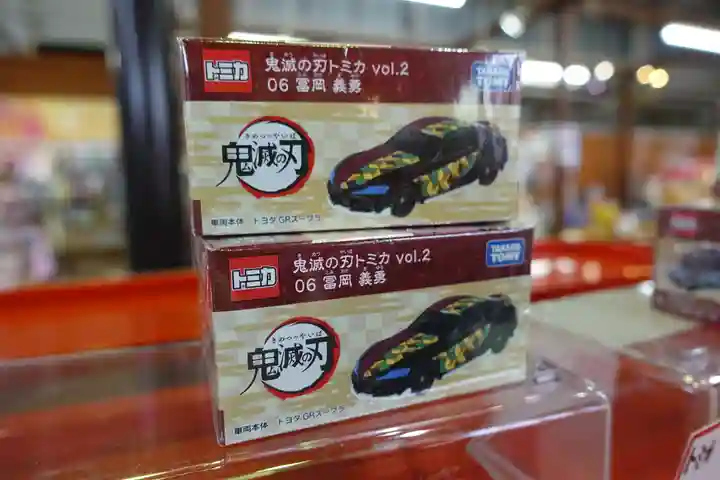 トミカ
鬼滅の刃トミカ vol.2
06 冨岡 義勇
TAKARA
TOMY
きめつのやいば
鬼滅の刃
車両本体 トヨタ GRスープラ
トミカ
鬼滅の刃トミカ vol.2
06 冨岡 義勇
TAKARA
TOMY
きめつのやいば
鬼滅の刃
車両本体 トヨタ GRスープラ